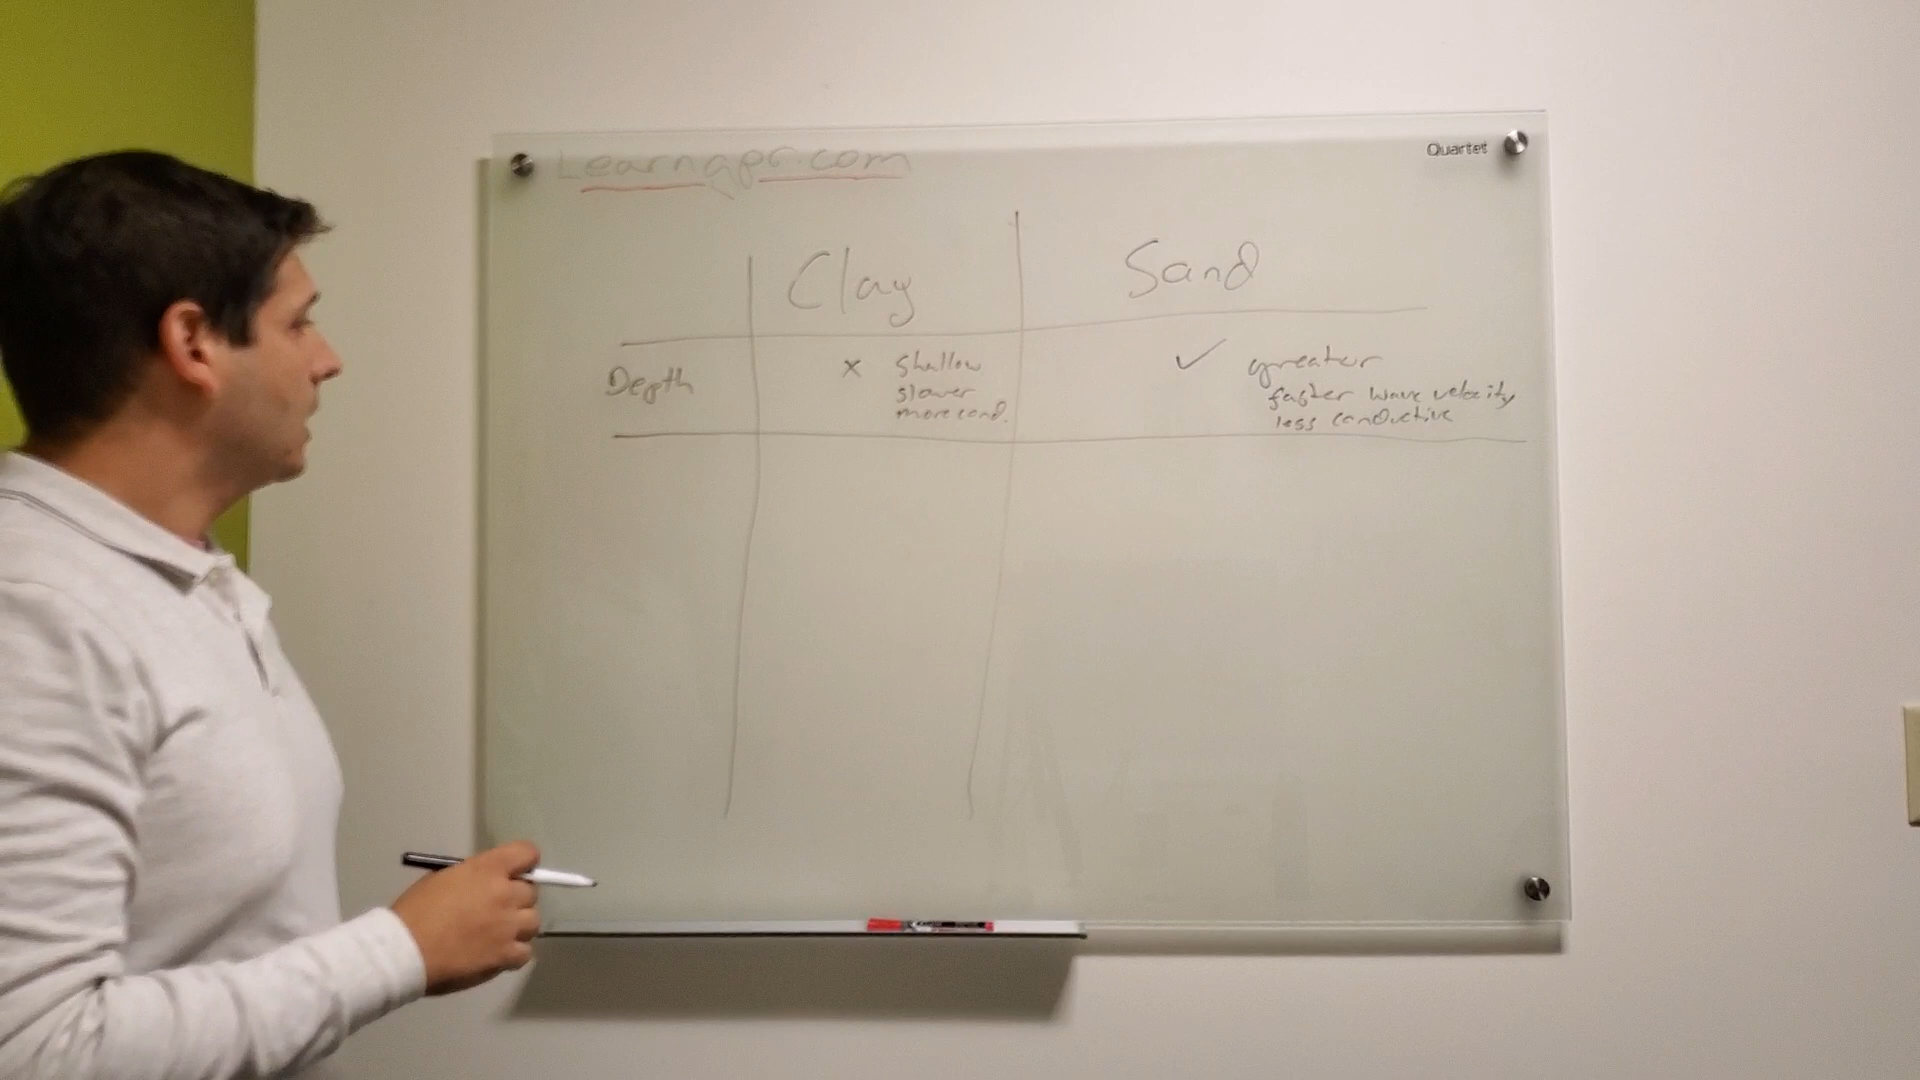 Learngpr.com
Quartet
Clay
Sand
Depth
x shallow
slower
more cond.
✓ greater
faster wave velocity
less conductive